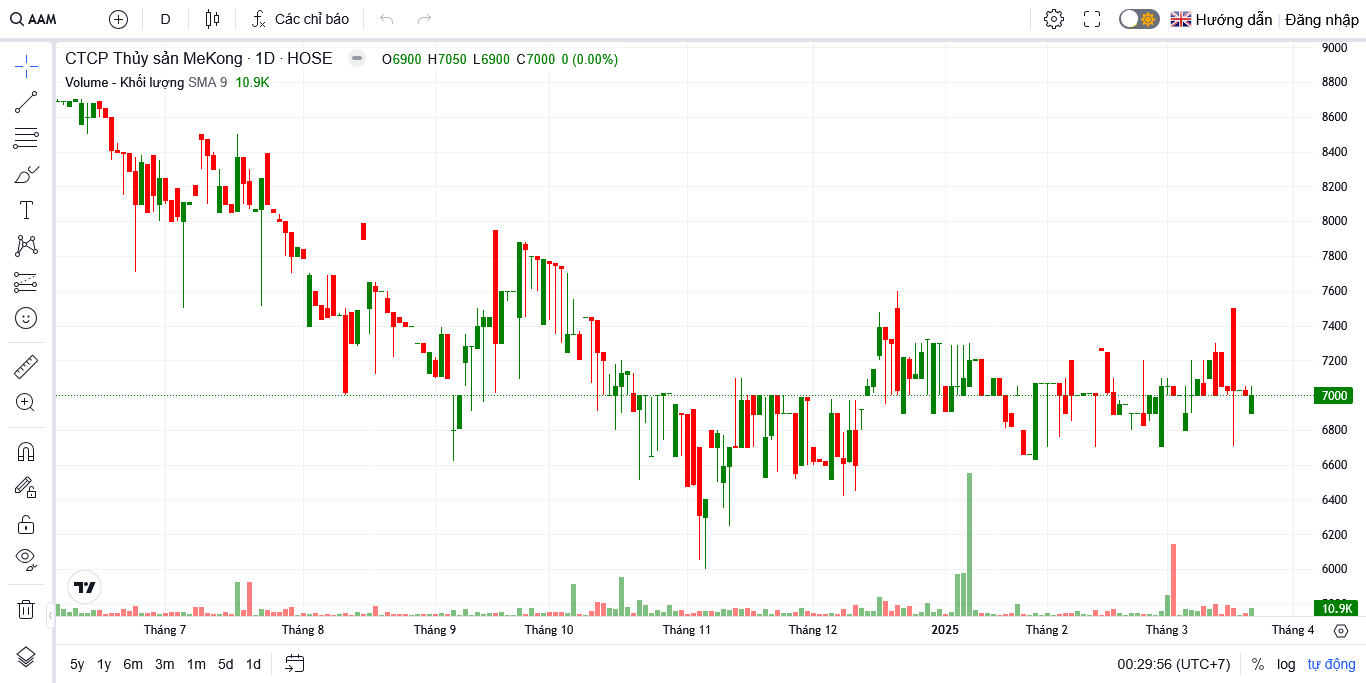 AAM D Các chỉ báo Hướng dẫn Đăng nhập
CTCP Thủy sản MeKong · 1D · HOSE O6900 H7050 L6900 C7000 0 (0.00%)
Volume - Khối lượng SMA 9 10.9K
9000
8800
8600
8400
8200
8000
7800
7600
7400
7200
7000
6800
6600
6400
6200
6000
10.9K
Tháng 7 Tháng 8 Tháng 9 Tháng 10 Tháng 11 Tháng 12 2025 Tháng 2 Tháng 3 Tháng 4
5y 1y 6m 3m 1m 5d 1d 00:29:56 (UTC+7) % log tự động